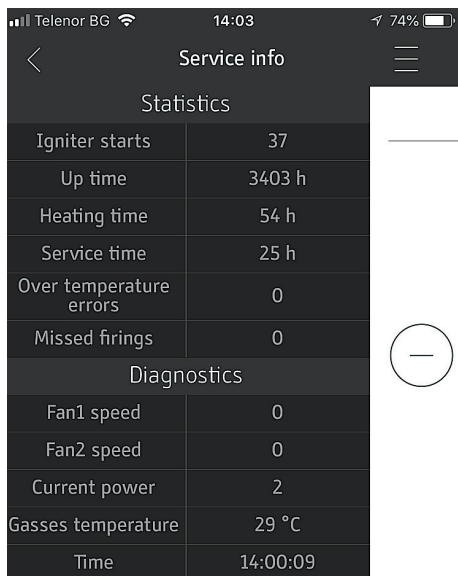 Telenor BG 14:03 74%
Service info
Statistics
Igniter starts 37
Up time 3403 h
Heating time 54 h
Service time 25 h
Over temperature
errors 0
Missed firings 0
Diagnostics
Fan1 speed 0
Fan2 speed 0
Current power 2
Gasses temperature 29 °C
Time 14:00:09